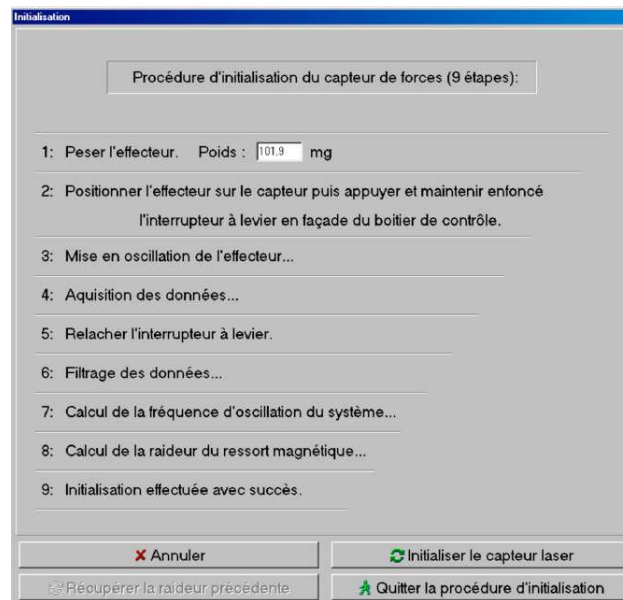 Initialisation
Procédure d'initialisation du capteur de forces (9 étapes):
1: Peser l'effecteur. Poids : 101,9 mg
2: Positionner l'effecteur sur le capteur puis appuyer et maintenir enfoncé
l'interrupteur à levier en façade du boitier de contrôle.
3: Mise en oscillation de l'effecteur...
4: Aquisition des données...
5: Relacher l'interrupteur à levier.
6: Filtrage des données...
7: Calcul de la fréquence d'oscillation du système...
8: Calcul de la raideur du ressort magnétique...
9: Initialisation effectuée avec succès.
Annuler
Initialiser le capteur laser
Récupérer la raideur précédente
Quitter la procédure d'initialisation